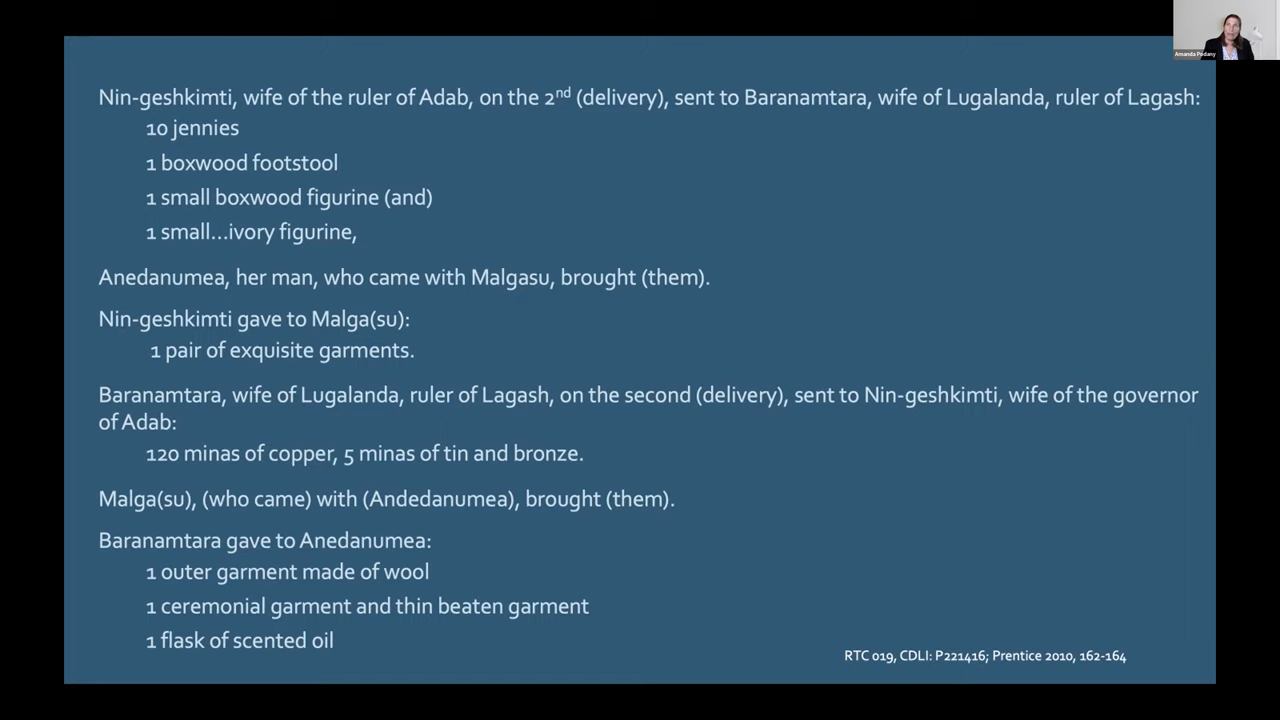 Amanda Podany
Nin-geshkimti, wife of the ruler of Adab, on the 2nd (delivery), sent to Baranamtara, wife of Lugalanda, ruler of Lagash:
10 jennies
1 boxwood footstool
1 small boxwood figurine (and)
1 small...ivory figurine,
Anedanumea, her man, who came with Malgasu, brought (them).
Nin-geshkimti gave to Malga(su):
1 pair of exquisite garments.
Baranamtara, wife of Lugalanda, ruler of Lagash, on the second (delivery), sent to Nin-geshkimti, wife of the governor
of Adab:
120 minas of copper, 5 minas of tin and bronze.
Malga(su), (who came) with (Andedanumea), brought (them).
Baranamtara gave to Anedanumea:
1 outer garment made of wool
1 ceremonial garment and thin beaten garment
1 flask of scented oil
RTC 019, CDLI: P221416; Prentice 2010, 162-164